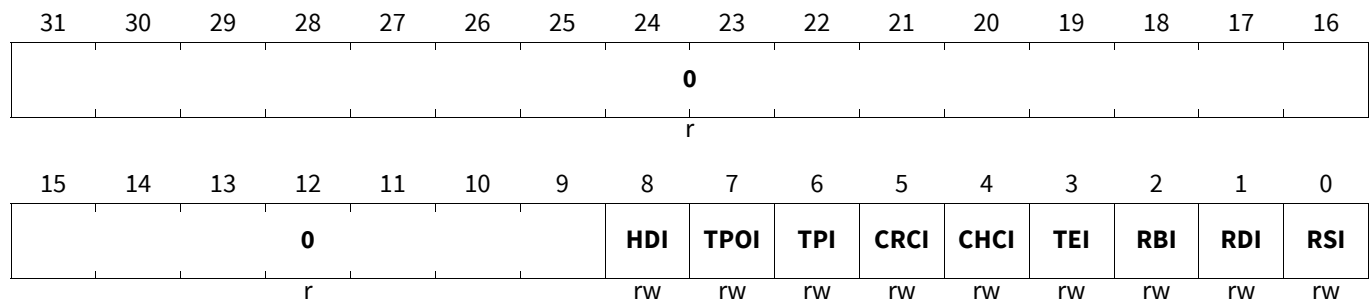 31 30 29 28 27 26 25 24 23 22 21 20 19 18 17 16
0
r
15 14 13 12 11 10 9 8 7 6 5 4 3 2 1 0
0 HDI TPOI TPI CRCI CHCI TEI RBI RDI RSI
r rw rw rw rw rw rw rw rw rw